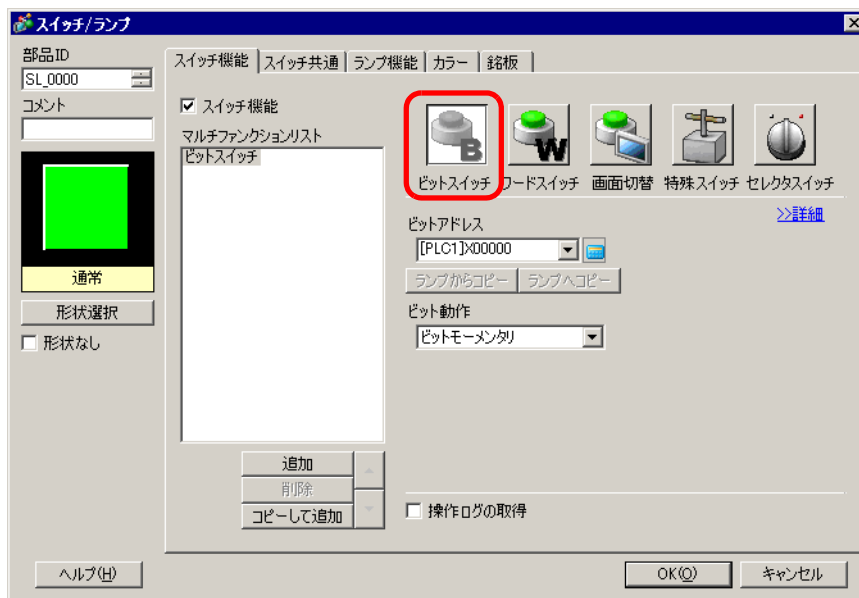 スイッチ/ランプ
部品ID
SL_0000
コメント
通常
形状選択
形状なし
スイッチ機能
スイッチ共通
ランプ機能
カラー
銘板
スイッチ機能
マルチファンクションリスト
ビットスイッチ
追加
削除
コピーして追加
B
W
ビットスイッチ
ワードスイッチ
画面切替
特殊スイッチ
セレクタスイッチ
>>詳細
ビットアドレス
[PLC1]X00000
ランプからコピー
ランプへコピー
ビット動作
ビットモーメンタリ
操作ログの取得
ヘルプ(H)
OK(O)
キャンセル